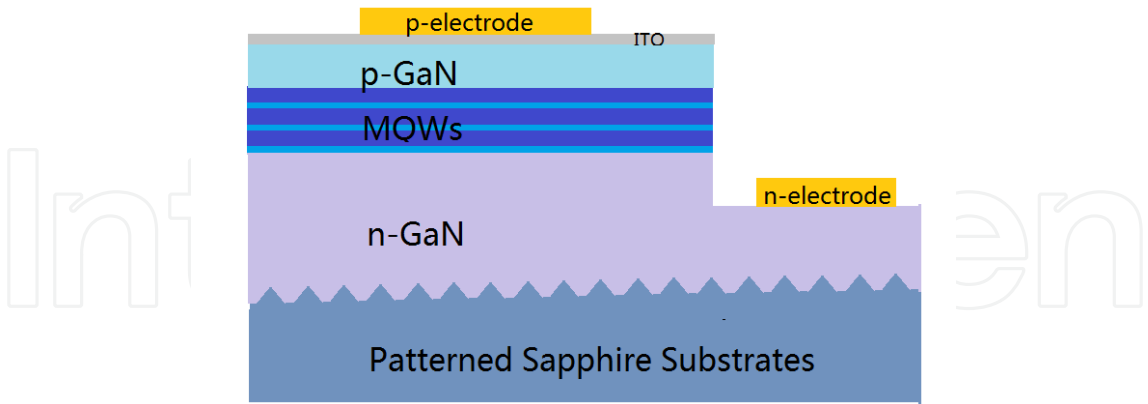 p-electrode
ITO
p-GaN
MQWs
n-electrode
n-GaN
Patterned Sapphire Substrates